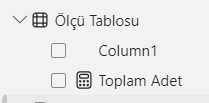 Ölçü Tablosu
Column1
Toplam Adet